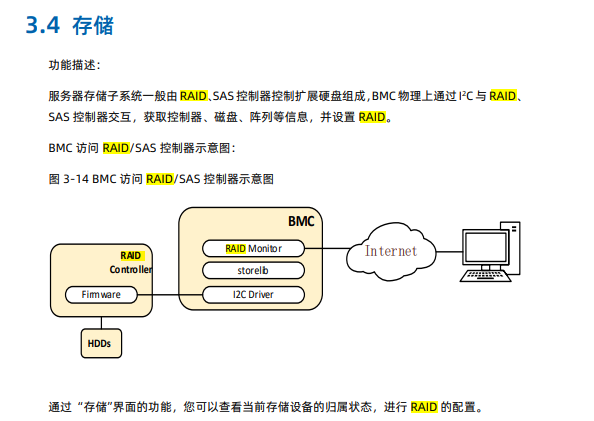 3.4 存储
功能描述：
服务器存储子系统一般由 RAID、SAS 控制器控制扩展硬盘组成,BMC 物理上通过 I²C 与 RAID、
SAS 控制器交互，获取控制器、磁盘、阵列等信息，并设置 RAID。
BMC 访问 RAID/SAS 控制器示意图：
图 3-14 BMC 访问 RAID/SAS 控制器示意图
BMC
RAID Monitor
storelib
I2C Driver
RAID
Controller
Firmware
HDDs
Internet
通过 “存储”界面的功能，您可以查看当前存储设备的归属状态，进行 RAID 的配置。